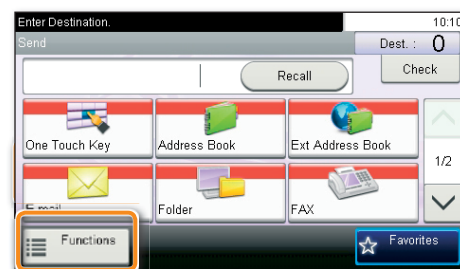 Enter Destination. 10:10
Send Dest. : 0
Recall Check
One Touch Key Address Book Ext Address Book
1/2
E-mail Folder FAX
Functions Favorites